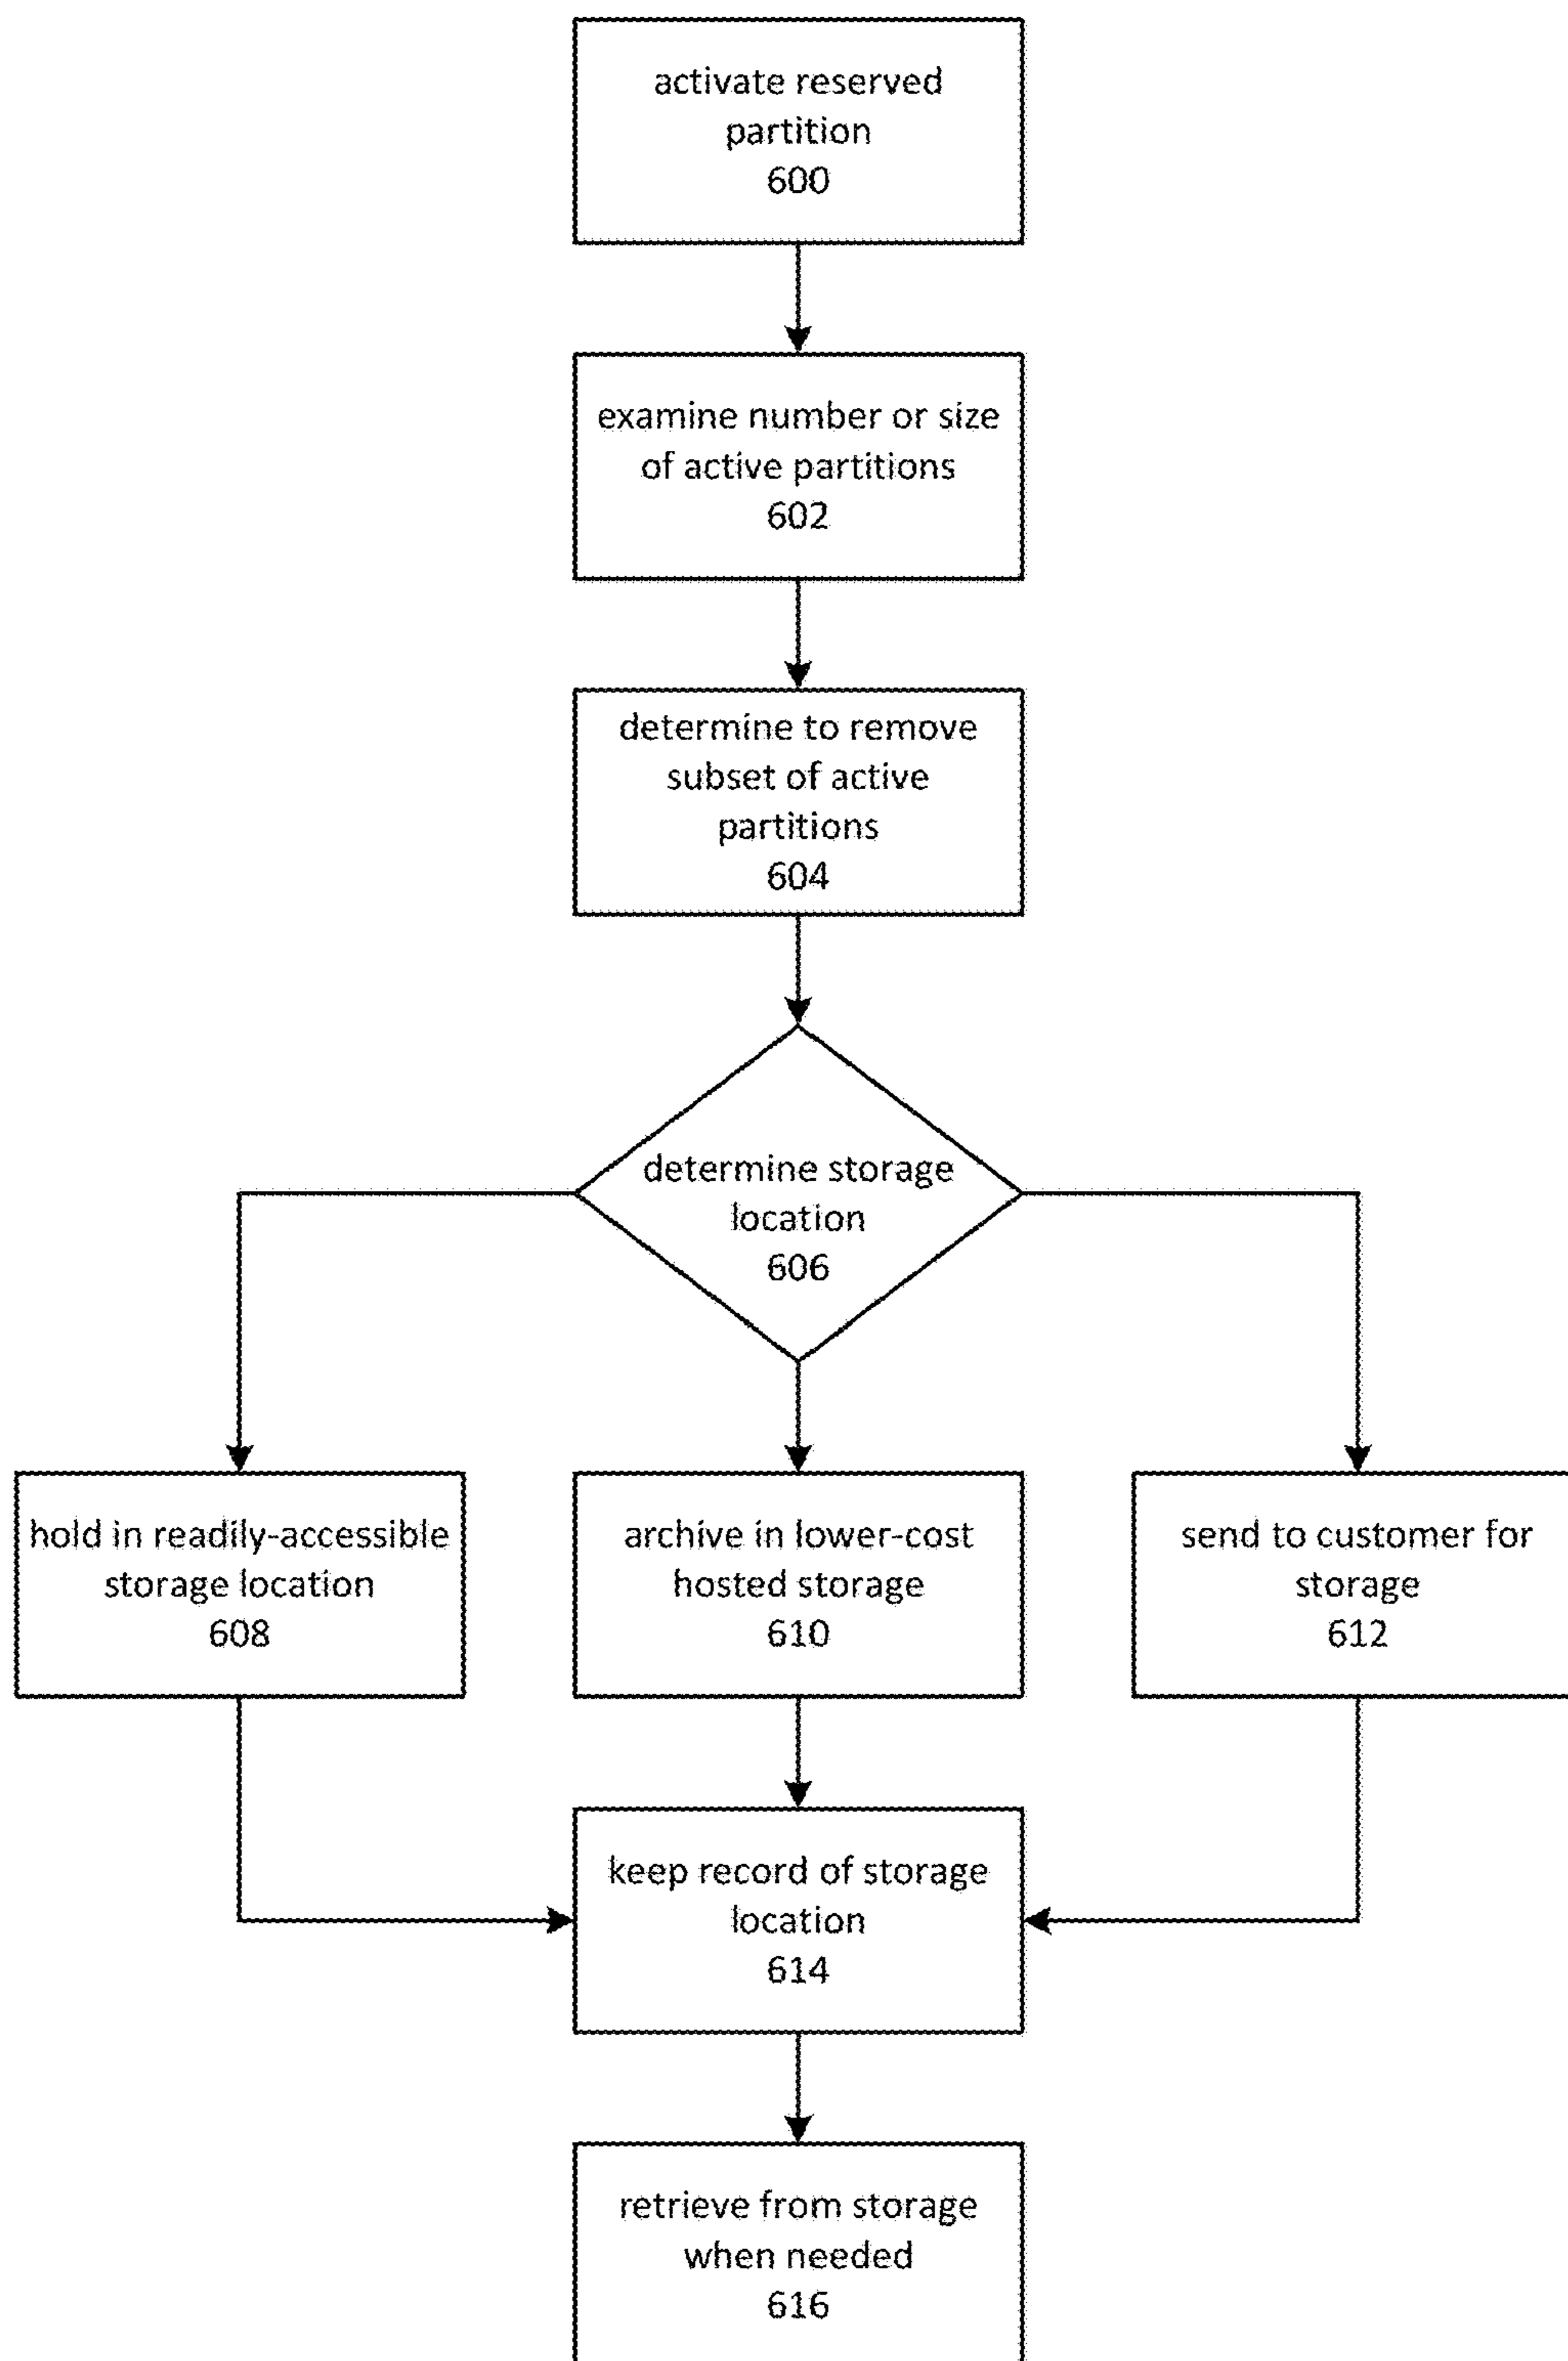 activate reserved
partition
600
examine number or size
of active partitions
602
determine to remove
subset of active
partitions
604
determine storage
location
606
hold in readily-accessible
storage location
608
archive in lower-cost
hosted storage
610
send to customer for
storage
612
keep record of storage
location
614
retrieve from storage
when needed
616